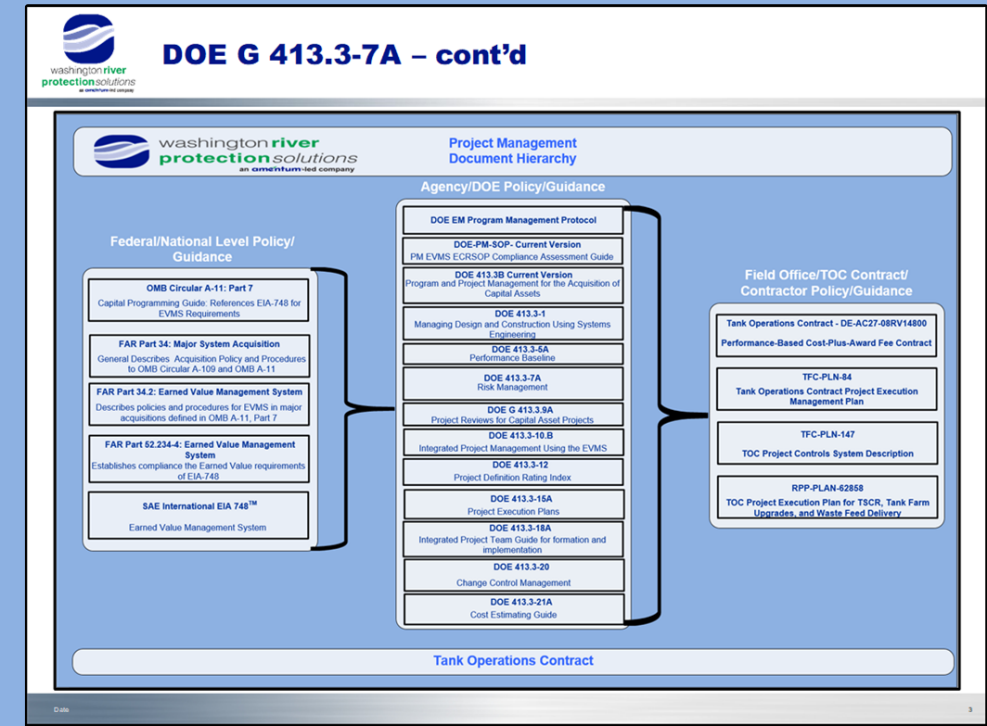 washington river
protection solutions
an amentum-led company
DOE G 413.3-7A – cont’d
washington river
protection solutions
an amentum-led company
Project Management
Document Hierarchy
Federal/National Level Policy/
Guidance
OMB Circular A-11: Part 7
Capital Programming Guide: References EIA-748 for
EVMS Requirements
FAR Part 34: Major System Acquisition
General Describes Acquisition Policy and Procedures
to OMB Circular A-109 and OMB A-11
FAR Part 34.2: Earned Value Management System
Describes policies and procedures for EVMS in major
acquisitions defined in OMB A-11, Part 7
FAR Part 52.234-4: Earned Value Management
System
Establishes compliance the Earned Value requirements
of EIA-748
SAE International EIA 748™
Earned Value Management System
Agency/DOE Policy/Guidance
DOE EM Program Management Protocol
DOE-PM-SOP- Current Version
PM EVMS ECRSOP Compliance Assessment Guide
DOE 413.3B Current Version
Program and Project Management for the Acquisition of
Capital Assets
DOE 413.3-1
Managing Design and Construction Using Systems
Engineering
DOE 413.3-5A
Performance Baseline
DOE 413.3-7A
Risk Management
DOE G 413.3.9A
Project Reviews for Capital Asset Projects
DOE 413.3-10.B
Integrated Project Management Using the EVMS
DOE 413.3-12
Project Definition Rating Index
DOE 413.3-15A
Project Execution Plans
DOE 413.3-18A
Integrated Project Team Guide for formation and
implementation
DOE 413.3-20
Change Control Management
DOE 413.3-21A
Cost Estimating Guide
Field Office/TOC Contract/
Contractor Policy/Guidance
Tank Operations Contract - DE-AC27-08RV14800
Performance-Based Cost-Plus-Award Fee Contract
TFC-PLN-84
Tank Operations Contract Project Execution
Management Plan
TFC-PLN-147
TOC Project Controls System Description
RPP-PLAN-62858
TOC Project Execution Plan for TSCR, Tank Farm
Upgrades, and Waste Feed Delivery
Tank Operations Contract
Date
3